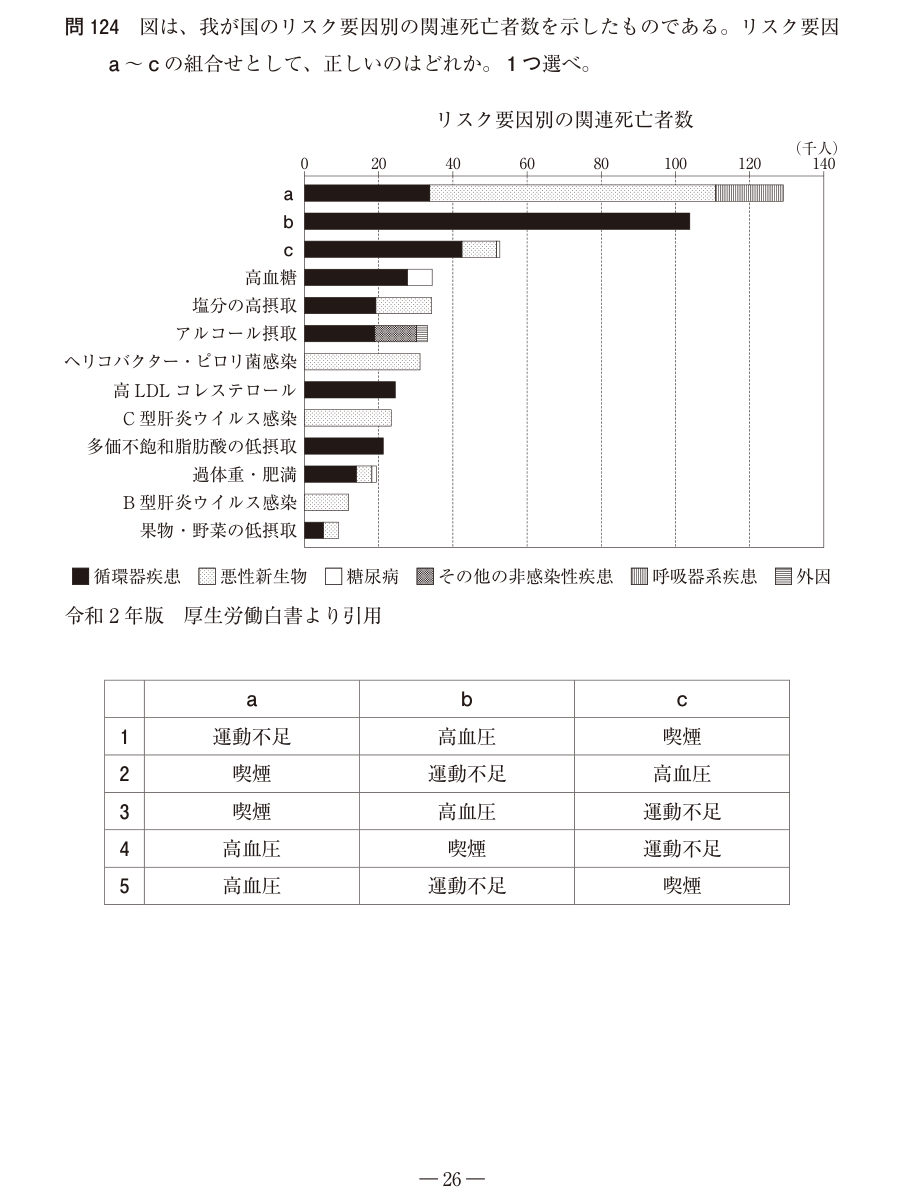 問 124　図は、我が国のリスク要因別の関連死亡者数を示したものである。リスク要因
a～cの組合せとして、正しいのはどれか。1つ選べ。
リスク要因別の関連死亡者数
（千人）
0 20 40 60 80 100 120 140
a
b
c
高血糖
塩分の高摂取
アルコール摂取
ヘリコバクター・ピロリ菌感染
高 LDL コレステロール
C 型肝炎ウイルス感染
多価不飽和脂肪酸の低摂取
過体重・肥満
B 型肝炎ウイルス感染
果物・野菜の低摂取
循環器疾患 悪性新生物 糖尿病 その他の非感染性疾患 呼吸器系疾患 外因
令和 2 年版　厚生労働白書より引用
a b c
1 運動不足 高血圧 喫煙
2 喫煙 運動不足 高血圧
3 喫煙 高血圧 運動不足
4 高血圧 喫煙 運動不足
5 高血圧 運動不足 喫煙
— 26 —